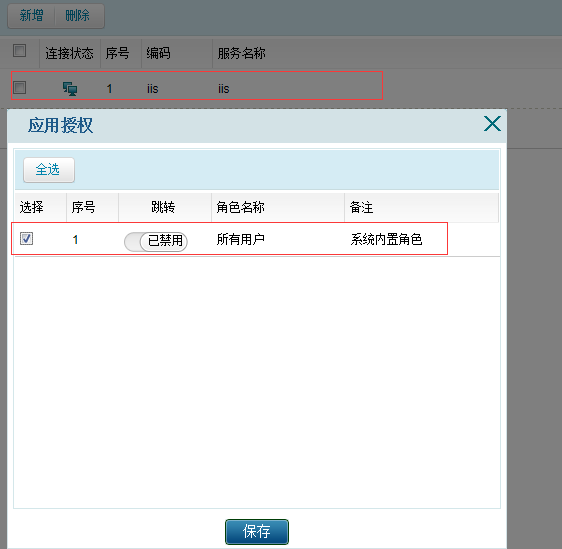 新增 删除
连接状态 序号 编码 服务名称
1 iis iis
应用授权
全选
选择 序号 跳转 角色名称 备注
1 已禁用 所有用户 系统内置角色
保存